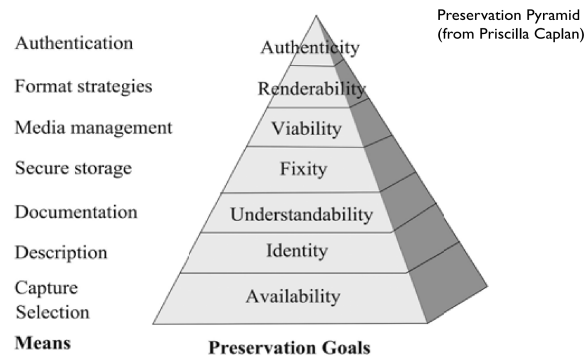 Preservation Pyramid
(from Priscilla Caplan)
Authentication
Authenticity
Format strategies
Renderability
Media management
Viability
Secure storage
Fixity
Documentation
Understandability
Description
Identity
Capture
Selection
Availability
Means
Preservation Goals